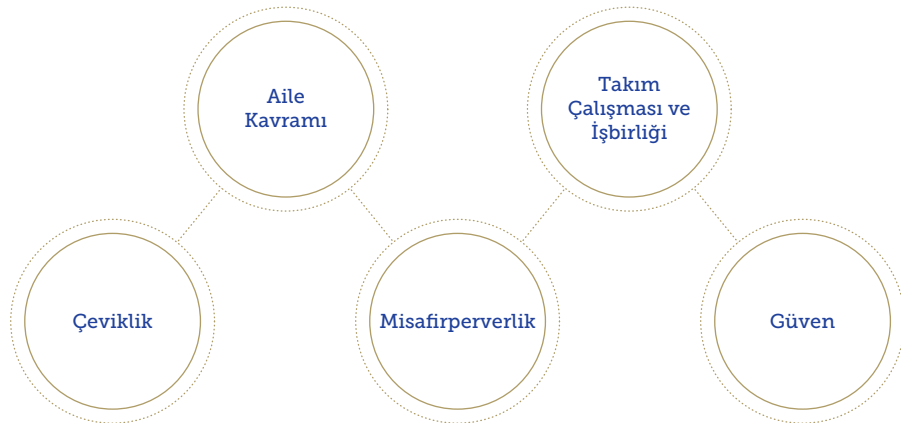 Aile
Kavramı
Takım
Çalışması ve
İşbirliği
Çeviklik
Misafirperverlik
Güven